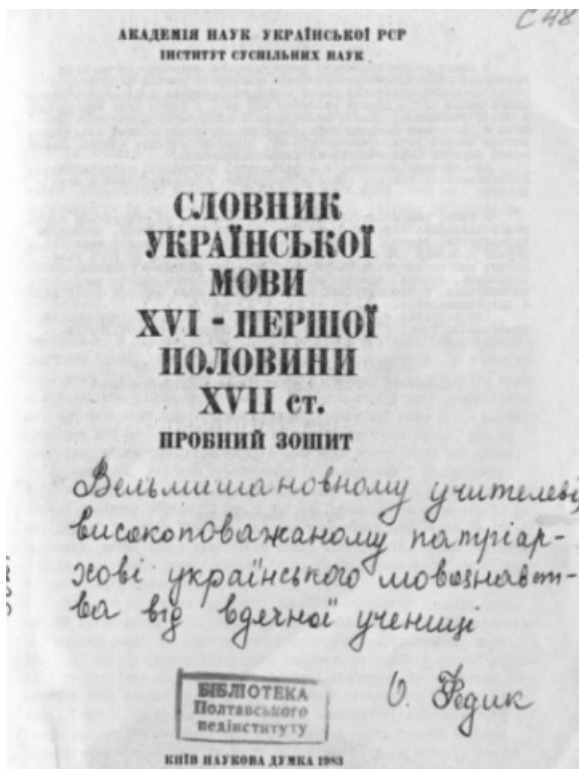 С 48
АКАДЕМІЯ НАУК УКРАЇНСЬКОЇ РСР
ІНСТИТУТ СУСПІЛЬНИХ НАУК
СЛОВНИК
УКРАЇНСЬКОЇ
МОВИ
XVI - ПЕРШОЇ
ПОЛОВИНИ
XVII ст.
ПРОБНИЙ ЗОШИТ
Вельмишановному учителеві,
високоповажаному патріар-
хові українського мовознавст-
ва від вдячної учениці
О. Федик
БІБЛІОТЕКА
Полтавського
педінституту
КИЇВ НАУКОВА ДУМКА 1983